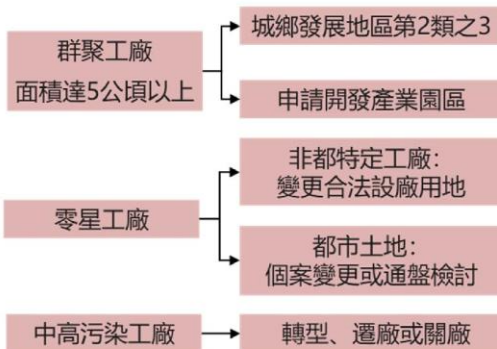 群聚工廠
面積達5公頃以上
城鄉發展地區第2類之3
申請開發產業園區
零星工廠
非都特定工廠：
變更合法設廠用地
都市土地：
個案變更或通盤檢討
中高污染工廠
轉型、遷廠或關廠